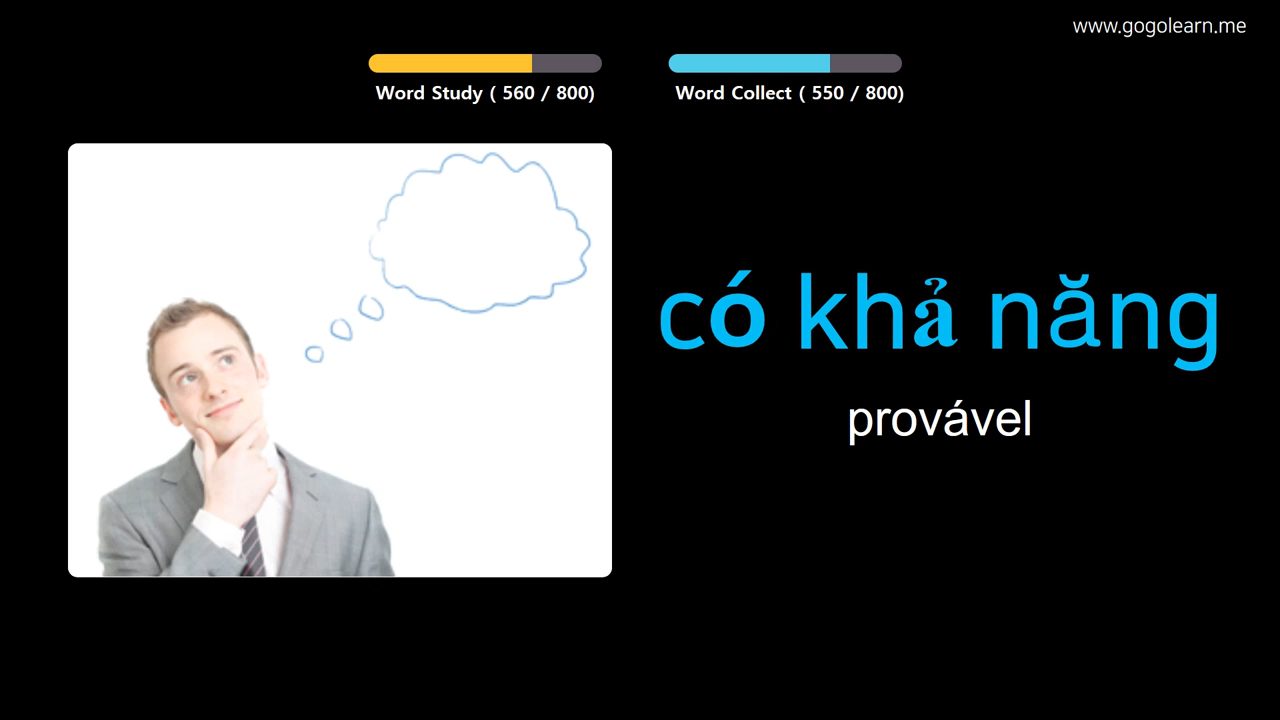 www.gogolearn.me
Word Study ( 560 / 800)
Word Collect ( 550 / 800)
có khả năng
provável